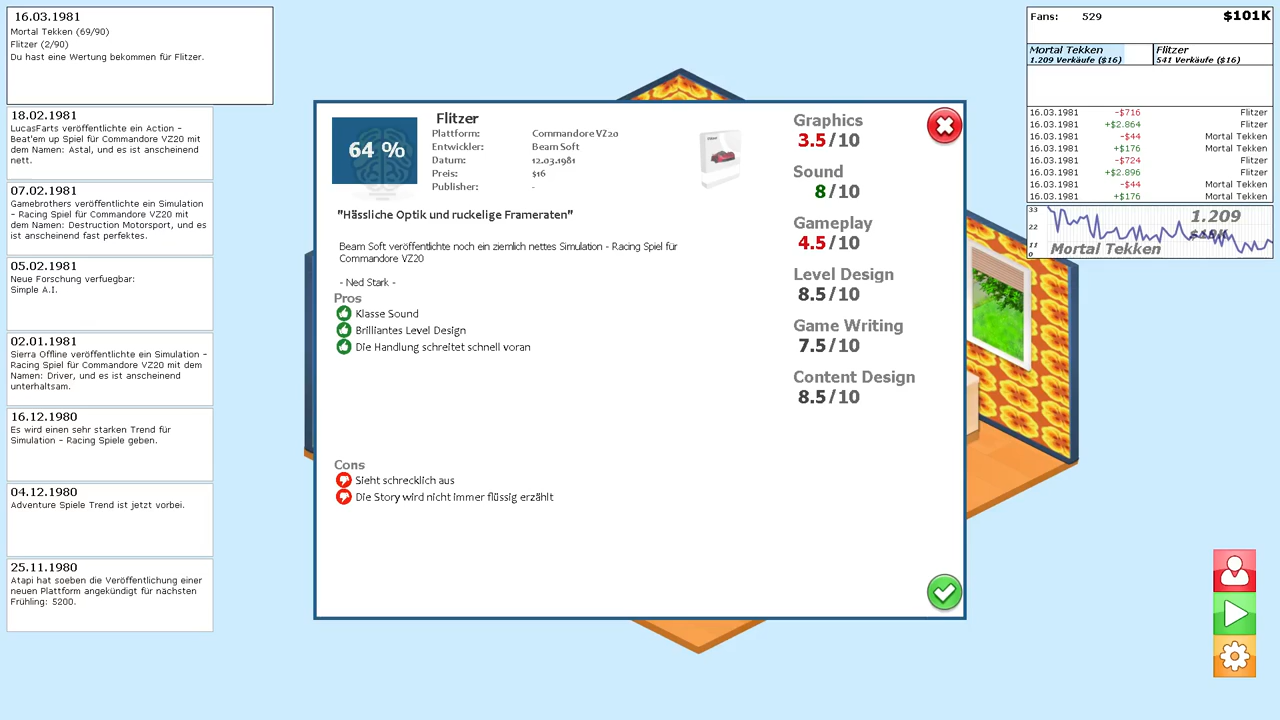 16.03.1981
Mortal Tekken (69/90)
Flitzer (2/90)
Du hast eine Wertung bekommen für Flitzer.
18.02.1981
LucasFarts veröffentlichte ein Action -
Beat'em up Spiel für Commandore VZ20 mit
dem Namen: Astal, und es ist anscheinend
nett.
07.02.1981
Gamebrothers veröffentlichte ein Simulation
- Racing Spiel für Commandore VZ20 mit
dem Namen: Destruction Motorsport, und es
ist anscheinend fast perfektes.
05.02.1981
Neue Forschung verfuegbar:
Simple A.I.
02.01.1981
Sierra Offline veröffentlichte ein Simulation -
Racing Spiel für Commandore VZ20 mit dem
Namen: Driver, und es ist anscheinend
unterhaltsam.
16.12.1980
Es wird einen sehr starken Trend für
Simulation - Racing Spiele geben.
04.12.1980
Adventure Spiele Trend ist jetzt vorbei.
25.11.1980
Atapi hat soeben die Veröffentlichung einer
neuen Plattform angekündigt für nächsten
Frühling: 5200.
64 %
Flitzer
Plattform: Commandore VZ20
Entwickler: Beam Soft
Datum: 12.03.1981
Preis: $16
Publisher: -
"Hässliche Optik und ruckelige Frameraten"
Beam Soft veröffentlichte noch ein ziemlich nettes Simulation - Racing Spiel für
Commandore VZ20
- Ned Stark -
Pros
Klasse Sound
Brilliantes Level Design
Die Handlung schreitet schnell voran
Cons
Sieht schrecklich aus
Die Story wird nicht immer flüssig erzählt
Graphics
3.5/10
Sound
8/10
Gameplay
4.5/10
Level Design
8.5/10
Game Writing
7.5/10
Content Design
8.5/10
Fans: 529 $101K
Mortal Tekken
1.209 Verkäufe ($16)
Flitzer
541 Verkäufe ($16)
16.03.1981 -$716 Flitzer
16.03.1981 +$2.864 Flitzer
16.03.1981 -$44 Mortal Tekken
16.03.1981 +$176 Mortal Tekken
16.03.1981 -$724 Flitzer
16.03.1981 +$2.896 Flitzer
16.03.1981 -$44 Mortal Tekken
16.03.1981 +$176 Mortal Tekken
33
22
11
0
1.209
Mortal Tekken